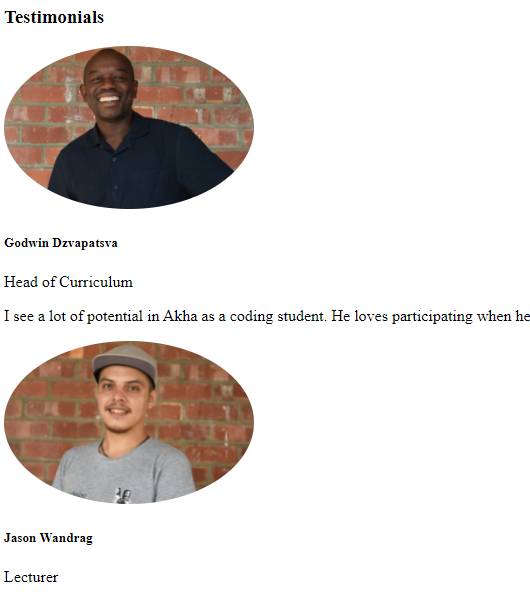 Testimonials
Godwin Dzvapatsva
Head of Curriculum
I see a lot of potential in Akha as a coding student. He loves participating when he
Jason Wandrag
Lecturer